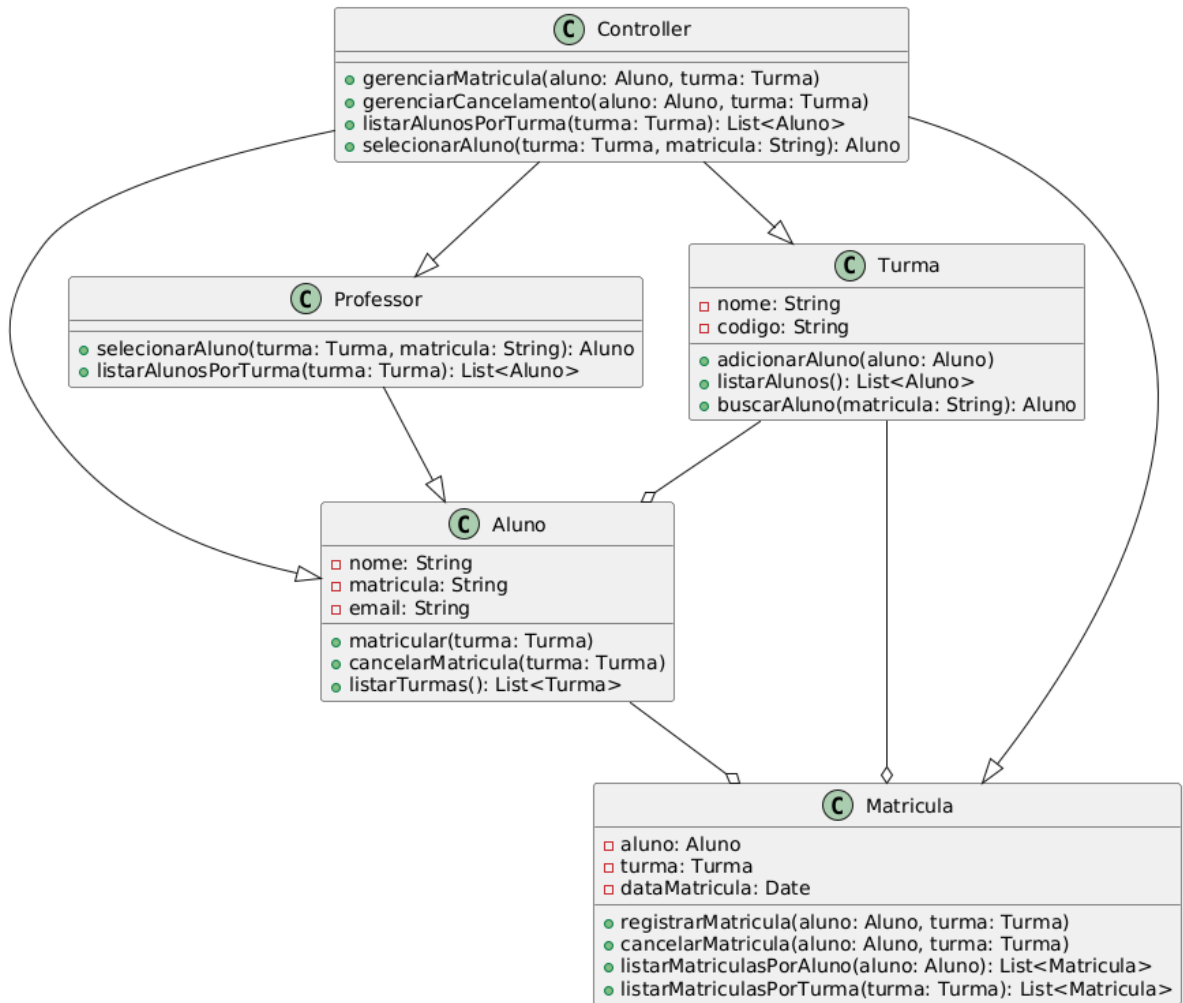 C Controller
gerenciarMatricula(aluno: Aluno, turma: Turma)
gerenciarCancelamento(aluno: Aluno, turma: Turma)
listarAlunosPorTurma(turma: Turma): List<Aluno>
selecionarAluno(turma: Turma, matricula: String): Aluno
C Professor
selecionarAluno(turma: Turma, matricula: String): Aluno
listarAlunosPorTurma(turma: Turma): List<Aluno>
C Turma
nome: String
codigo: String
adicionarAluno(aluno: Aluno)
listarAlunos(): List<Aluno>
buscarAluno(matricula: String): Aluno
C Aluno
nome: String
matricula: String
email: String
matricular(turma: Turma)
cancelarMatricula(turma: Turma)
listarTurmas(): List<Turma>
C Matricula
aluno: Aluno
turma: Turma
dataMatricula: Date
registrarMatricula(aluno: Aluno, turma: Turma)
cancelarMatricula(aluno: Aluno, turma: Turma)
listarMatriculasPorAluno(aluno: Aluno): List<Matricula>
listarMatriculasPorTurma(turma: Turma): List<Matricula>